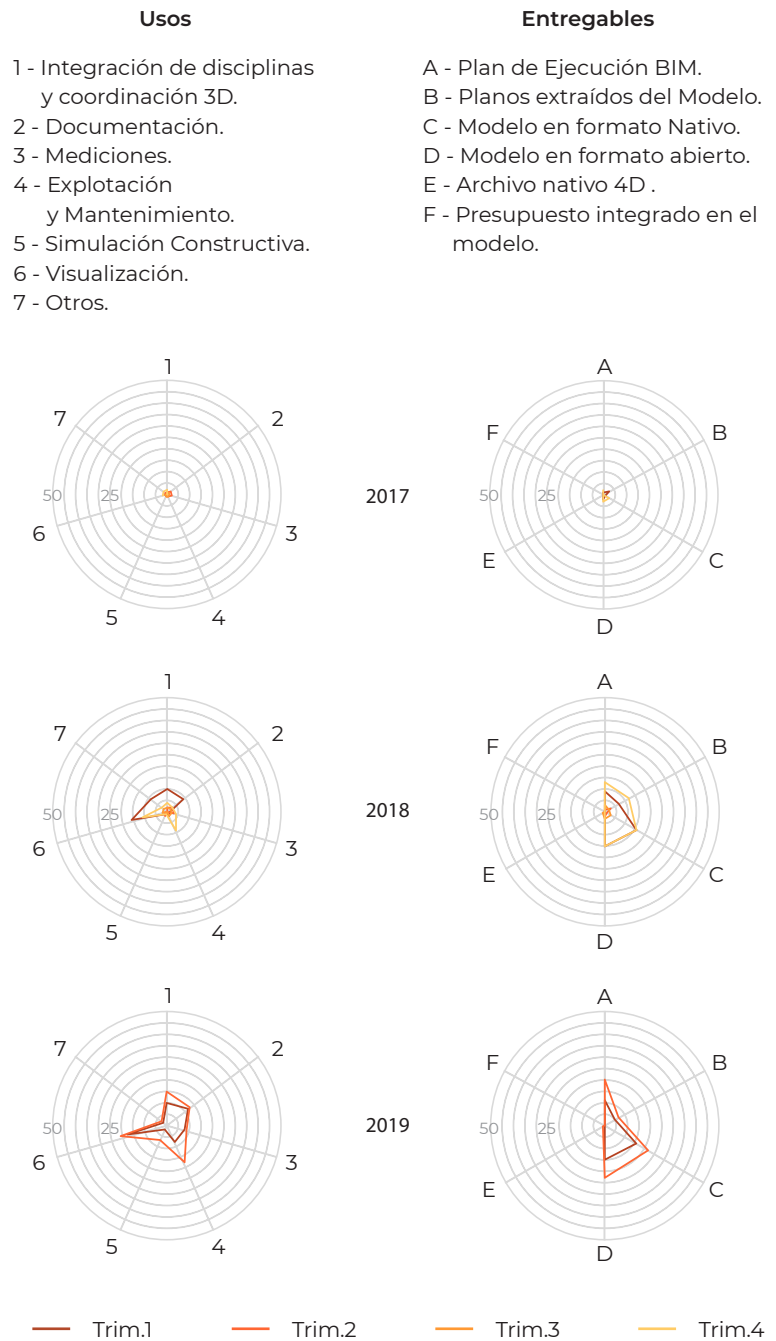 Usos
1 - Integración de disciplinas
y coordinación 3D.
2 - Documentación.
3 - Mediciones.
4 - Explotación
y Mantenimiento.
5 - Simulación Constructiva.
6 - Visualización.
7 - Otros.
Entregables
A - Plan de Ejecución BIM.
B - Planos extraídos del Modelo.
C - Modelo en formato Nativo.
D - Modelo en formato abierto.
E - Archivo nativo 4D .
F - Presupuesto integrado en el
modelo.
1
7 2
50 25
6 3
5 4
2017
A
F B
50 25
E C
D
1
7 2
50 25
6 3
5 4
2018
A
F B
50 25
E C
D
1
7 2
50 25
6 3
5 4
2019
A
F B
50 25
E C
D
Trim.1 Trim.2 Trim.3 Trim.4